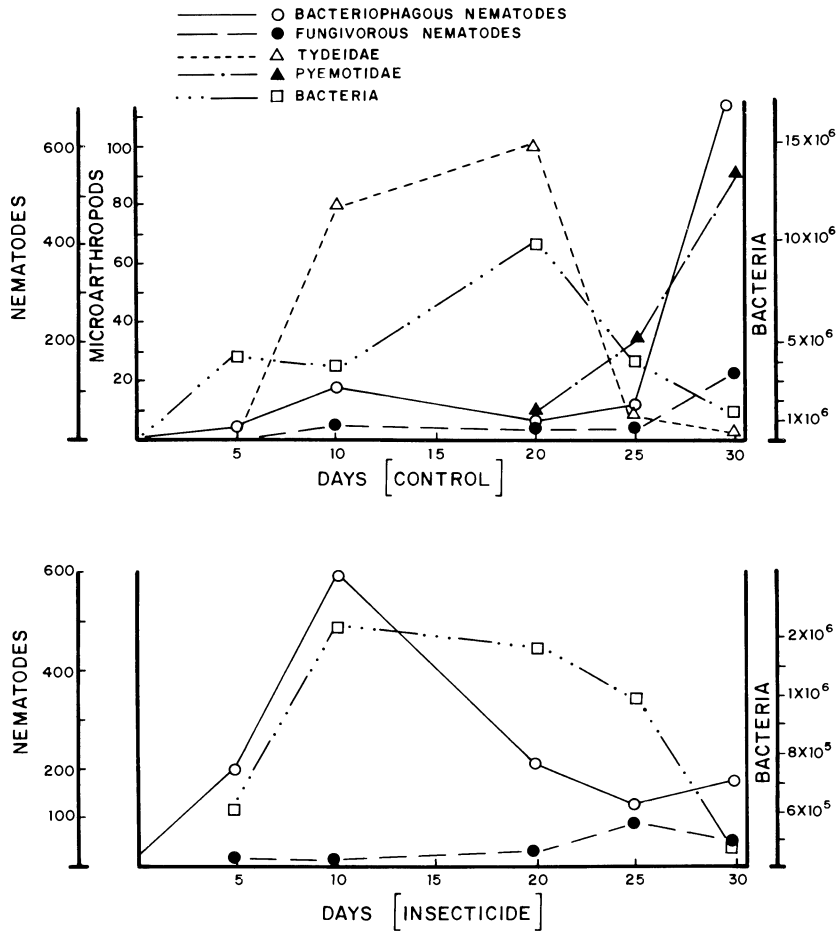 BACTERIOPHAGOUS NEMATODES
FUNGIVOROUS NEMATODES
TYDEIDAE
PYEMOTIDAE
BACTERIA
NEMATODES
600
400
200
MICROARTHROPODS
100
80
60
40
20
BACTERIA
15X10⁶
10X10⁶
5X10⁶
1X10⁶
5 10 15 20 25 30
DAYS [CONTROL]
NEMATODES
600
400
200
100
BACTERIA
2X10⁶
1X10⁶
8X10⁵
6X10⁵
5 10 15 20 25 30
DAYS [INSECTICIDE]